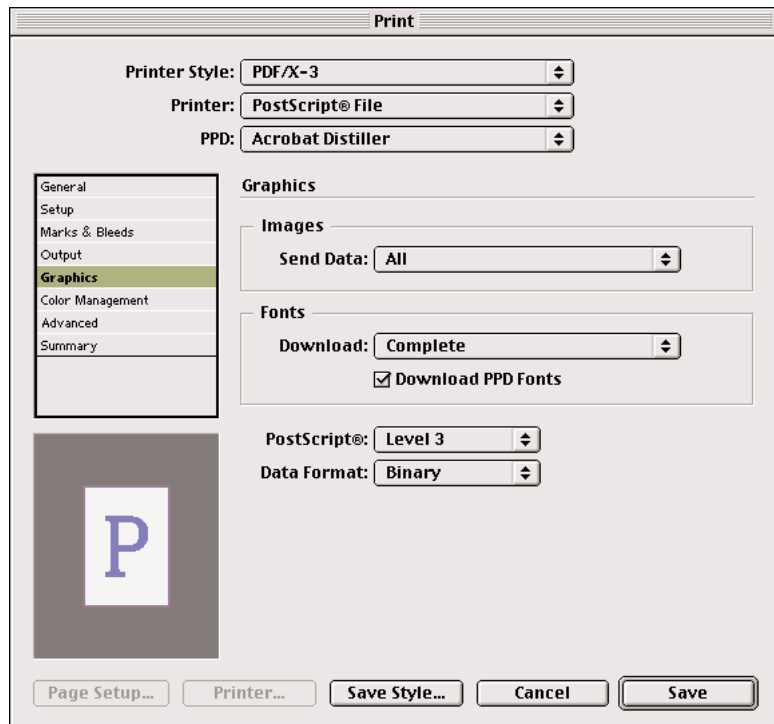 Print
Printer Style: PDF/X-3
Printer: PostScript® File
PPD: Acrobat Distiller
General
Setup
Marks & Bleeds
Output
Graphics
Color Management
Advanced
Summary
Graphics
Images
Send Data: All
Fonts
Download: Complete
Download PPD Fonts
PostScript®: Level 3
Data Format: Binary
P
Page Setup...
Printer...
Save Style...
Cancel
Save